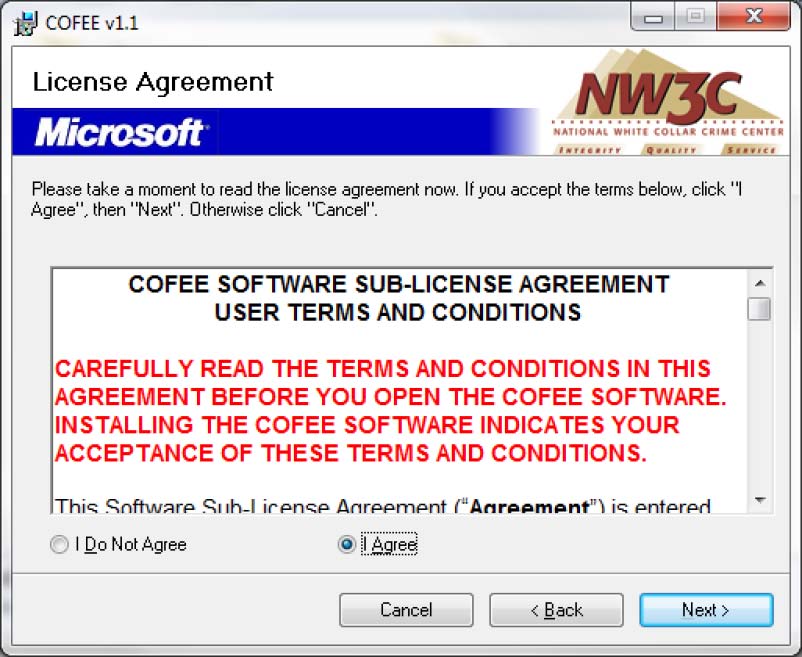 COFEE v1.1
License Agreement
Microsoft
NW3C
NATIONAL WHITE COLLAR CRIME CENTER
INTEGRITY QUALITY SERVICE
Please take a moment to read the license agreement now. If you accept the terms below, click "I
Agree", then "Next". Otherwise click "Cancel".
COFEE SOFTWARE SUB-LICENSE AGREEMENT
USER TERMS AND CONDITIONS
CAREFULLY READ THE TERMS AND CONDITIONS IN THIS
AGREEMENT BEFORE YOU OPEN THE COFEE SOFTWARE.
INSTALLING THE COFEE SOFTWARE INDICATES YOUR
ACCEPTANCE OF THESE TERMS AND CONDITIONS.
This Software Sub-License Agreement (“Agreement”) is entered
I Do Not Agree I Agree
Cancel < Back Next >